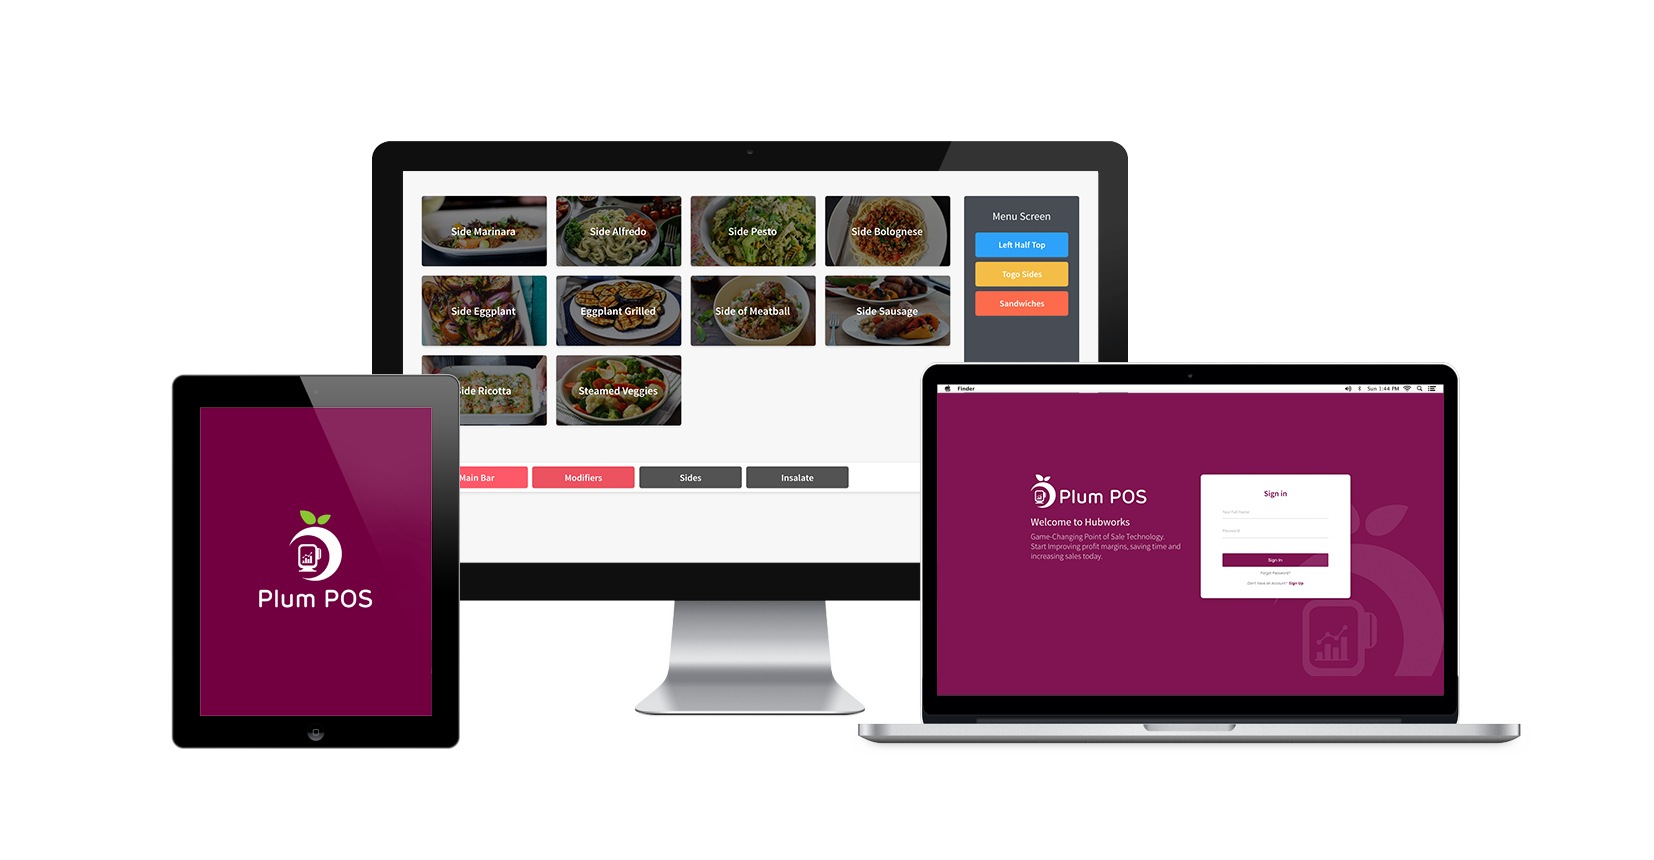 Side Marinara
Side Alfredo
Side Pesto
Side Bolognese
Menu Screen
Left Half Top
Togo Sides
Sandwiches
Side Eggplant
Eggplant Grilled
Side of Meatball
Side Sausage
Side Ricotta
Steamed Veggies
Main Bar
Modifiers
Sides
Insalate
Plum POS
Finder
Sun 1:44 PM
Plum POS
Welcome to Hubworks
Game-Changing Point of Sale Technology.
Start Improving profit margins, saving time and
increasing sales today.
Sign in
Your Full Name
Password
Sign In
Forgot Password?
Don't have an Account? Sign Up